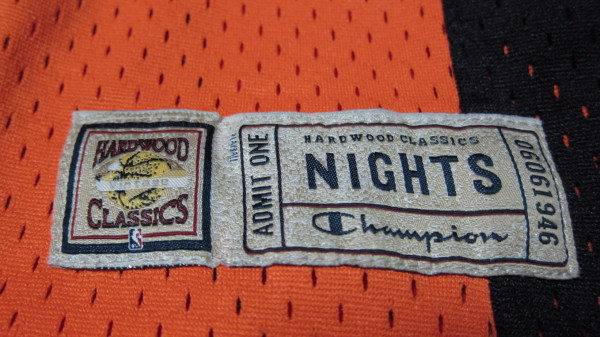 HARDWOOD
CLASSICS
ADMIT ONE
HARDWOOD CLASSICS
NIGHTS
Champion
06061946